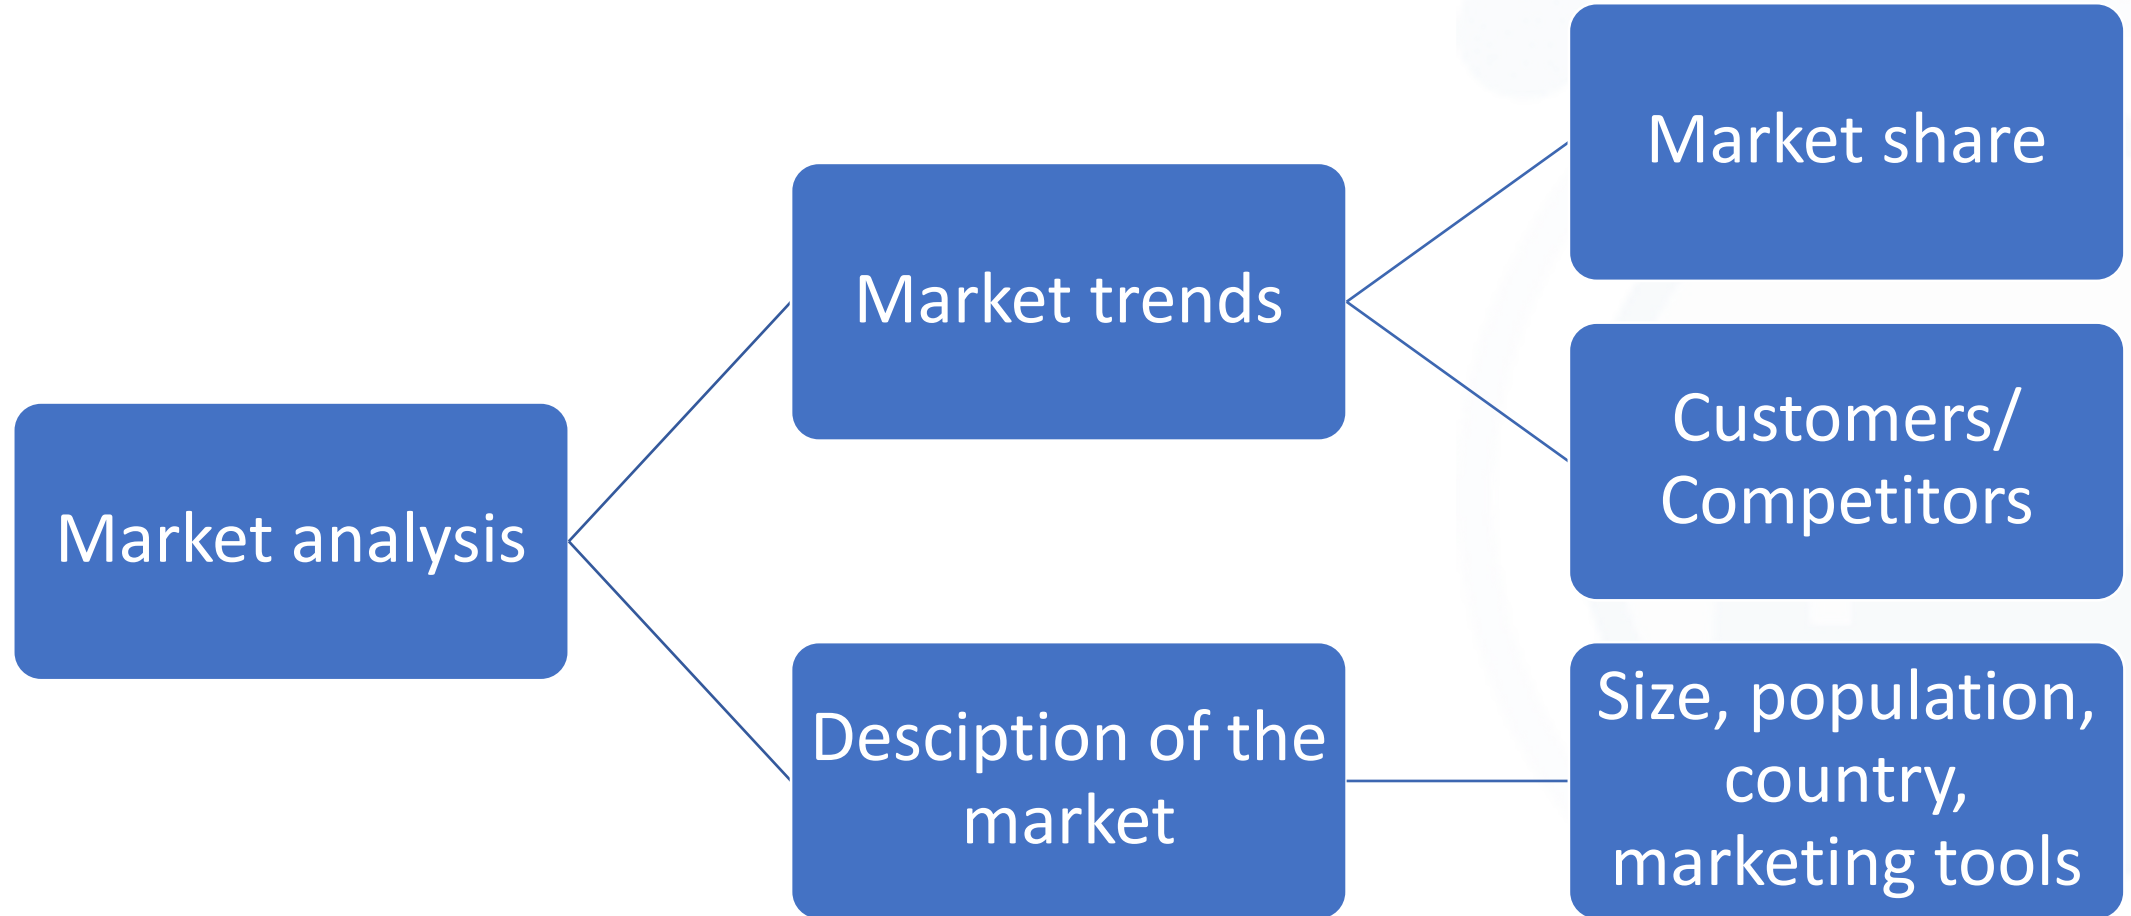 Market analysis
Market trends
Desciption of the
market
Market share
Customers/
Competitors
Size, population,
country,
marketing tools